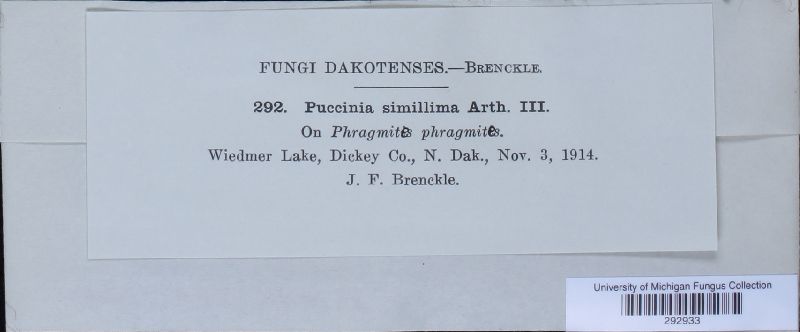 FUNGI DAKOTENSES.—BRENCKLE.
292. Puccinia simillima Arth. III.
On Phragmites phragmites.
Wiedmer Lake, Dickey Co., N. Dak., Nov. 3, 1914.
J. F. Brenckle.
University of Michigan Fungus Collection
292933